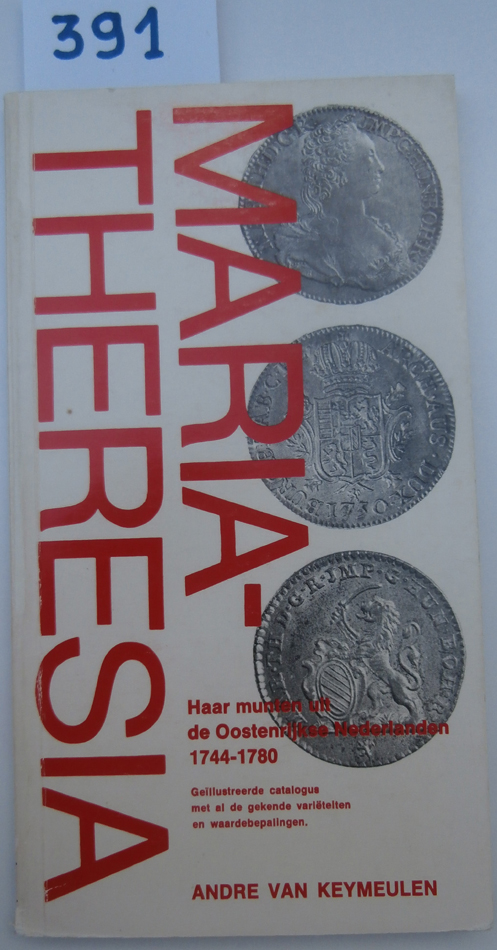 391
MARIA-
THERESIA
Haar munten uit
de Oostenrijkse Nederlanden
1744-1780
Geïllustreerde catalogus
met al de gekende variëteiten
en waardebepalingen.
ANDRE VAN KEYMEULEN